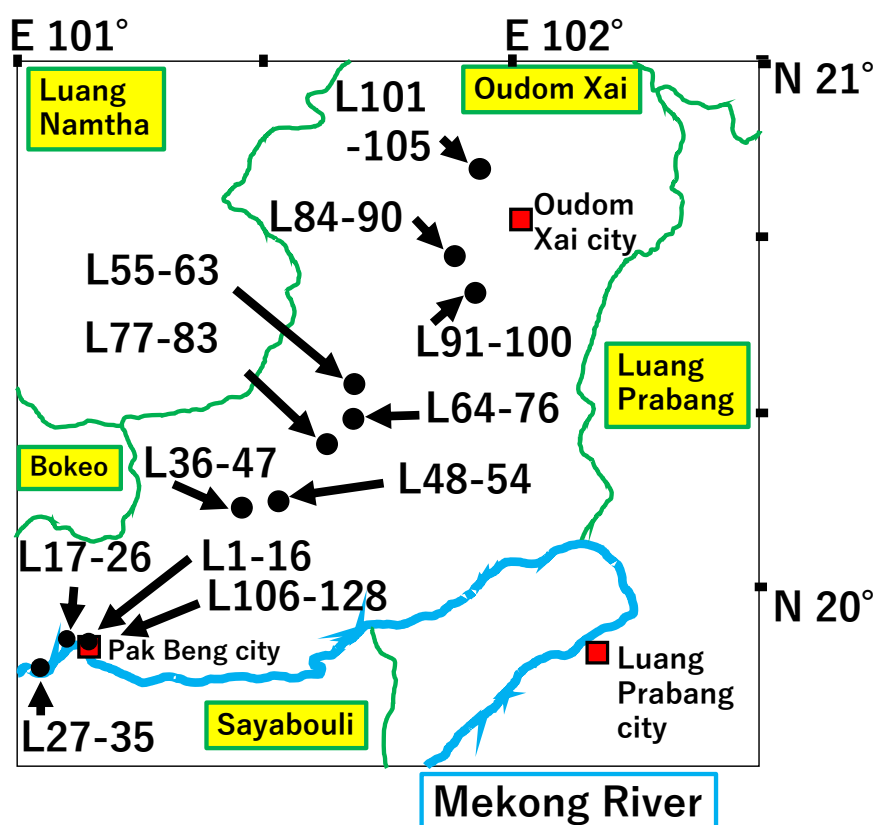 E 101°
E 102°
N 21°
Luang
Namtha
Oudom Xai
L101
-105
L84-90
Oudom
Xai city
L55-63
L77-83
L91-100
Luang
Prabang
L64-76
Bokeo
L36-47
L48-54
L17-26
L1-16
L106-128
N 20°
Pak Beng city
Luang
Prabang
city
Sayabouli
L27-35
Mekong River